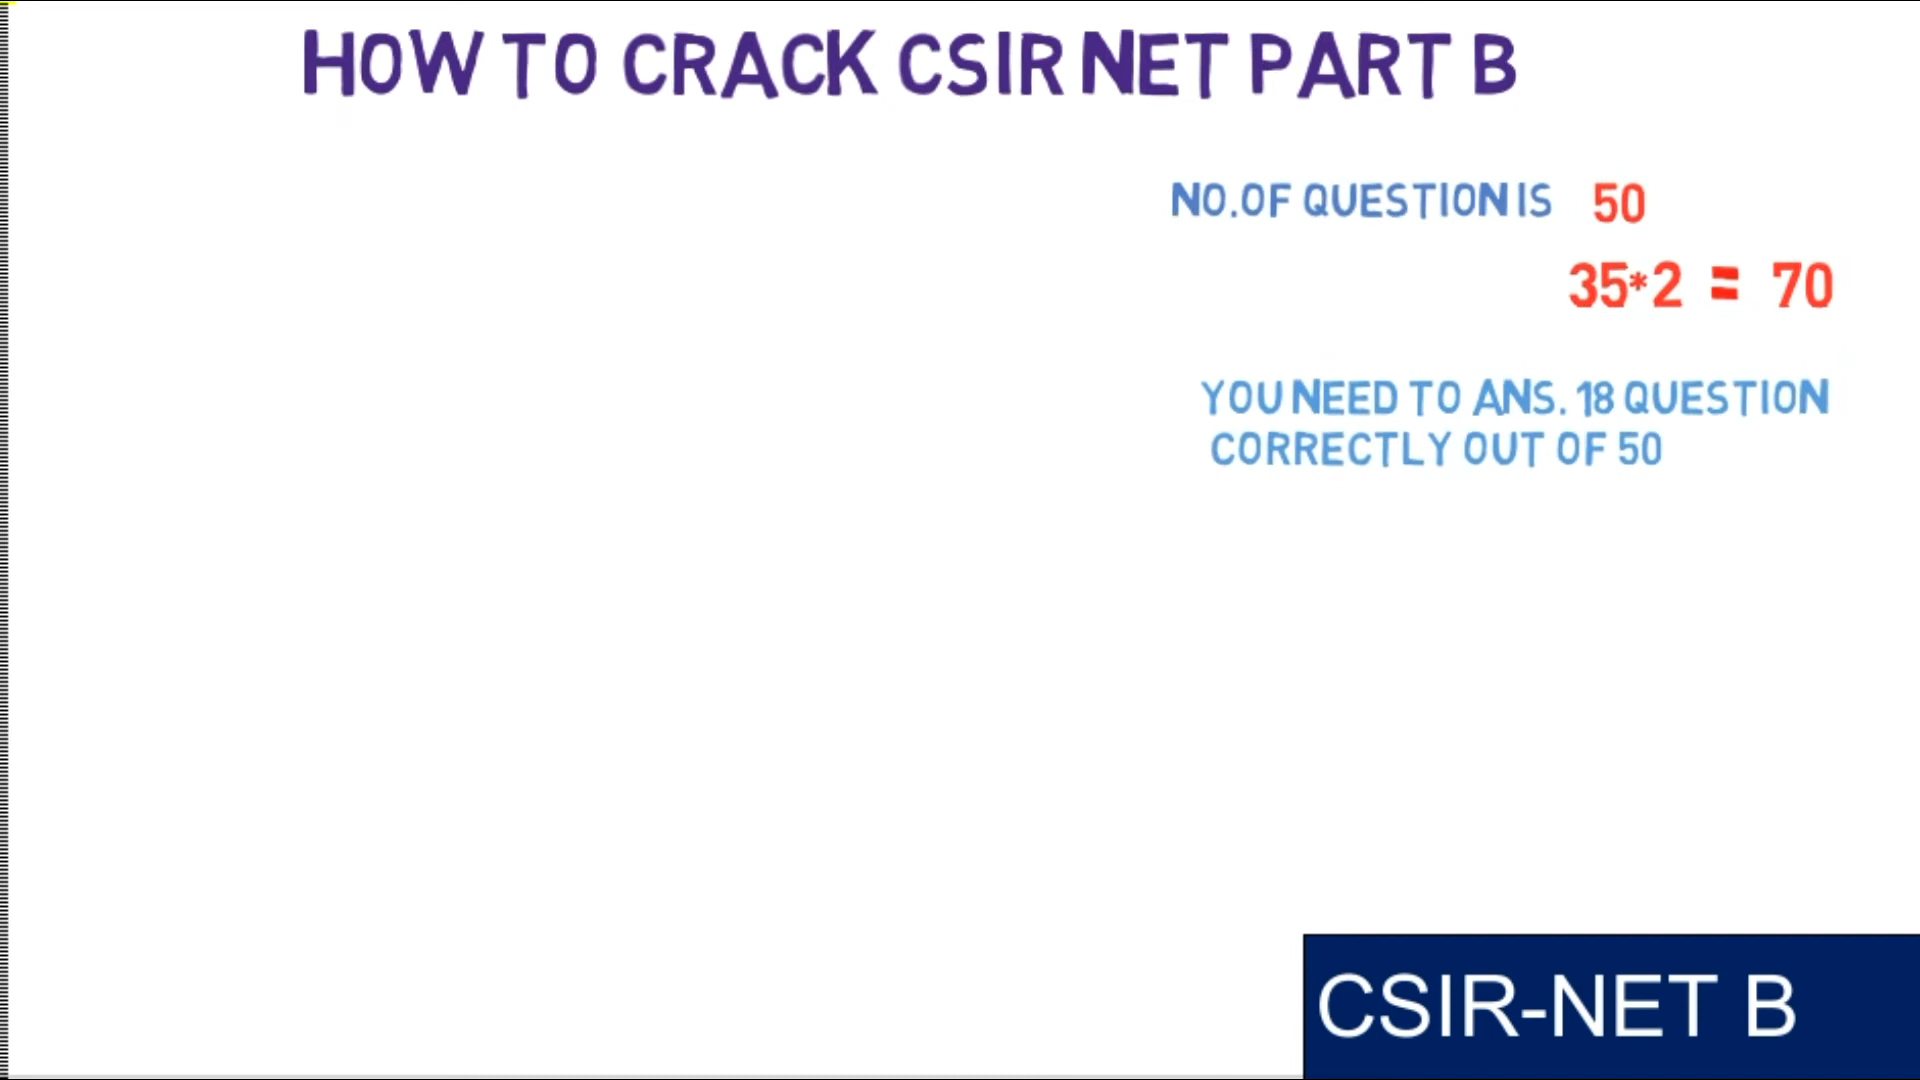 HOW TO CRACK CSIR NET PART B
NO.OF QUESTION IS 50
35*2 = 70
YOU NEED TO ANS. 18 QUESTION
CORRECTLY OUT OF 50
CSIR-NET B